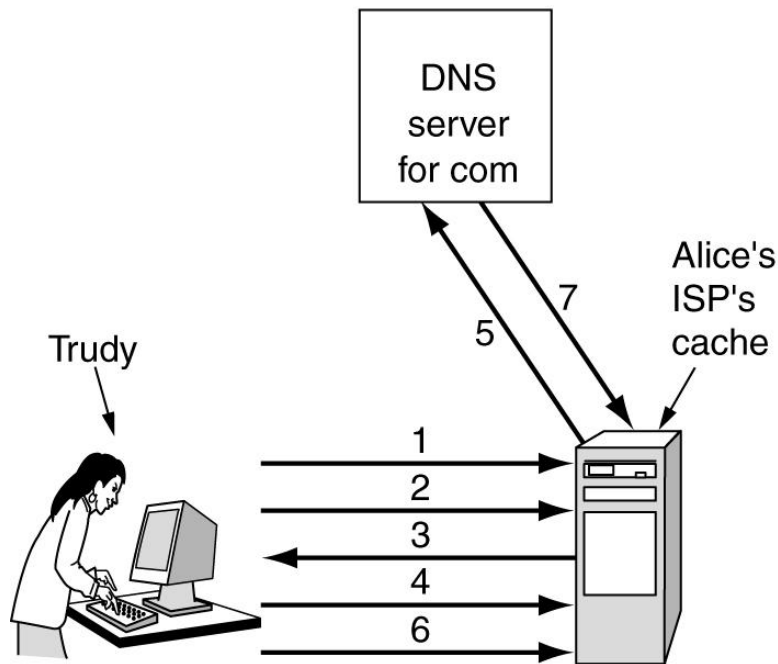 DNS
server
for com
Alice's
ISP's
cache
7
5
Trudy
1
2
3
4
6